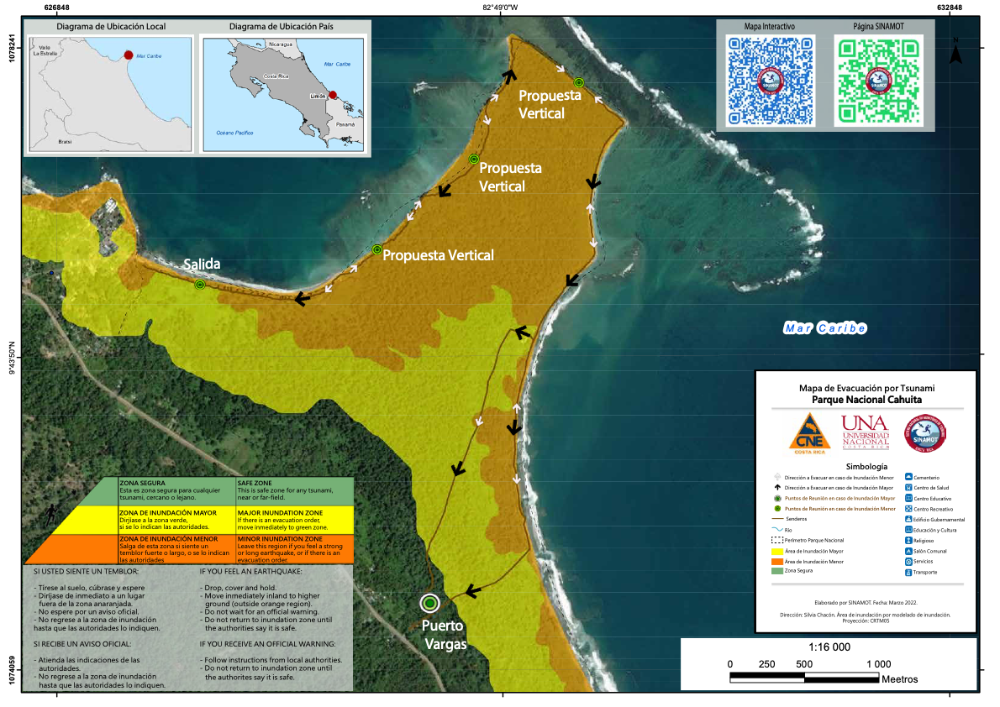 626848
82°49'0"W
632848
1078241
9°43'50"N
1074059
Diagrama de Ubicación Local
Valle
La Estrella
Mar Caribe
Bratsi
Diagrama de Ubicación País
Nicaragua
Mar Caribe
Costa Rica
Limón
Panamá
Océano Pacífico
Mapa Interactivo
Página SINAMOT
SINAMOT
SINAMOT
N
Propuesta
Vertical
Propuesta
Vertical
Propuesta Vertical
Salida
Mar Caribe
Puerto
Vargas
ZONA SEGURA
Esta es zona segura para cualquier
tsunami, cercano o lejano.
SAFE ZONE
This is safe zone for any tsunami,
near or far-field.
ZONA DE INUNDACIÓN MAYOR
Diríjase a la zona verde,
si se lo indican las autoridades.
MAJOR INUNDATION ZONE
If there is an evacuation order,
move inmediately to green zone.
ZONA DE INUNDACIÓN MENOR
Salga de esta zona si siente un
temblor fuerte o largo, o se lo indican
las autoridades
MINOR INUNDATION ZONE
Leave this region if you feel a strong
or long earthquake, or if there is an
evacuation order.
SI USTED SIENTE UN TEMBLOR:
- Tírese al suelo, cúbrase y espere
- Diríjase de inmediato a un lugar
fuera de la zona anaranjada.
- No espere por un aviso oficial.
- No regrese a la zona de inundación
hasta que las autoridades lo indiquen.
SI RECIBE UN AVISO OFICIAL:
- Atienda las indicaciones de las
autoridades.
- No regrese a la zona de inundación
hasta que las autoridades lo indiquen.
IF YOU FEEL AN EARTHQUAKE:
- Drop, cover and hold.
- Move immediately inland to higher
ground (outside orange region).
- Do not wait for an official warning.
- Do not return to inundation zone until
the authorities say it is safe.
IF YOU RECEIVE AN OFFICIAL WARNING:
- Follow instructions from local authorities.
- Do not return to inundation zone until
the authorites say it is safe.
Mapa de Evacuación por Tsunami
Parque Nacional Cahuita
CNE
COSTA RICA
UNA
UNIVERSIDAD
NACIONAL
COSTA RICA
SINAMOT
COSTA RICA
Simbología
Dirección a Evacuar en caso de Inundación Menor
Dirección a Evacuar en caso de Inundación Mayor
Puntos de Reunión en caso de Inundación Mayor
Puntos de Reunión en caso de Inundación Menor
Senderos
Río
Perímetro Parque Nacional
Área de Inundación Mayor
Área de Inundación Menor
Zona Segura
Cementerio
Centro de Salud
Centro Educativo
Centro Recreativo
Edificio Gubernamental
Educación y Cultura
Religioso
Salón Comunal
Servicios
Transporte
Elaborado por SINAMOT. Fecha: Marzo 2022.
Dirección: Silvia Chacón. Área de inundación por modelado de inundación.
Proyección: CRTM05
1:16 000
0 250 500 1 000
Meetros